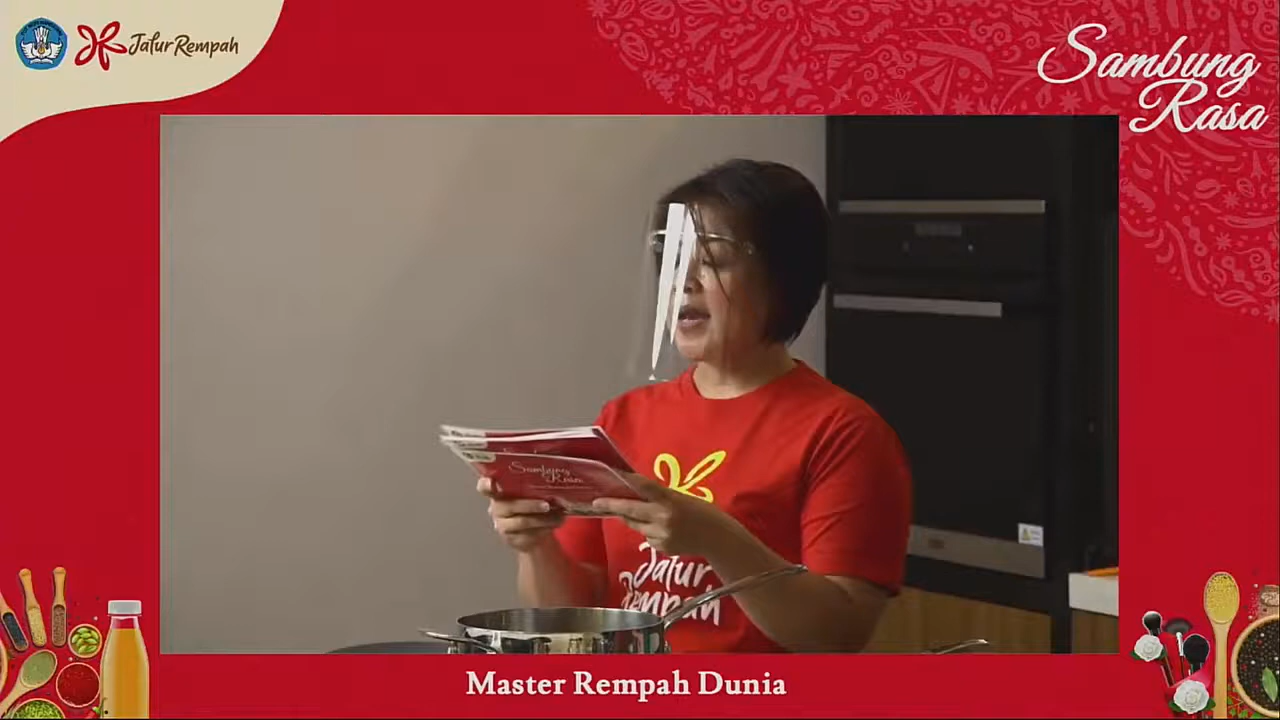 Jalur Rempah
Sambung
Rasa
Sambung
Rasa
Jalur
Rempah
Master Rempah Dunia